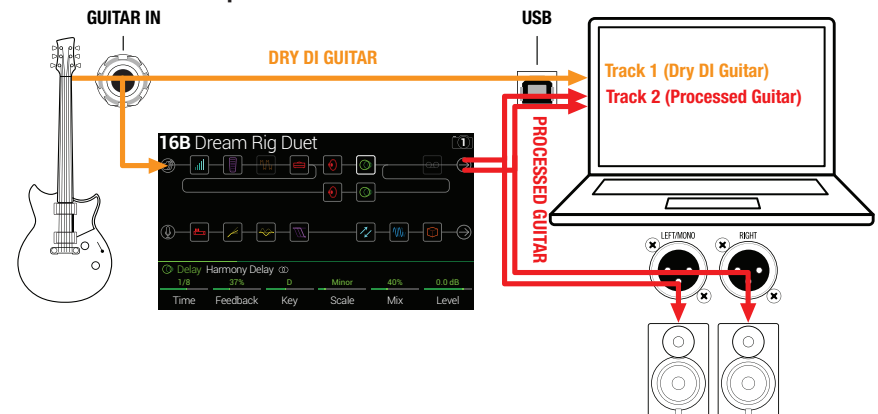 GUITAR IN
USB
DRY DI GUITAR
Track 1 (Dry DI Guitar)
Track 2 (Processed Guitar)
PROCESSED GUITAR
16B Dream Rig Duet
1
LEFT/MONO
RIGHT
Delay Harmony Delay
1/8 37% D Minor 40% 0.0 dB
Time Feedback Key Scale Mix Level